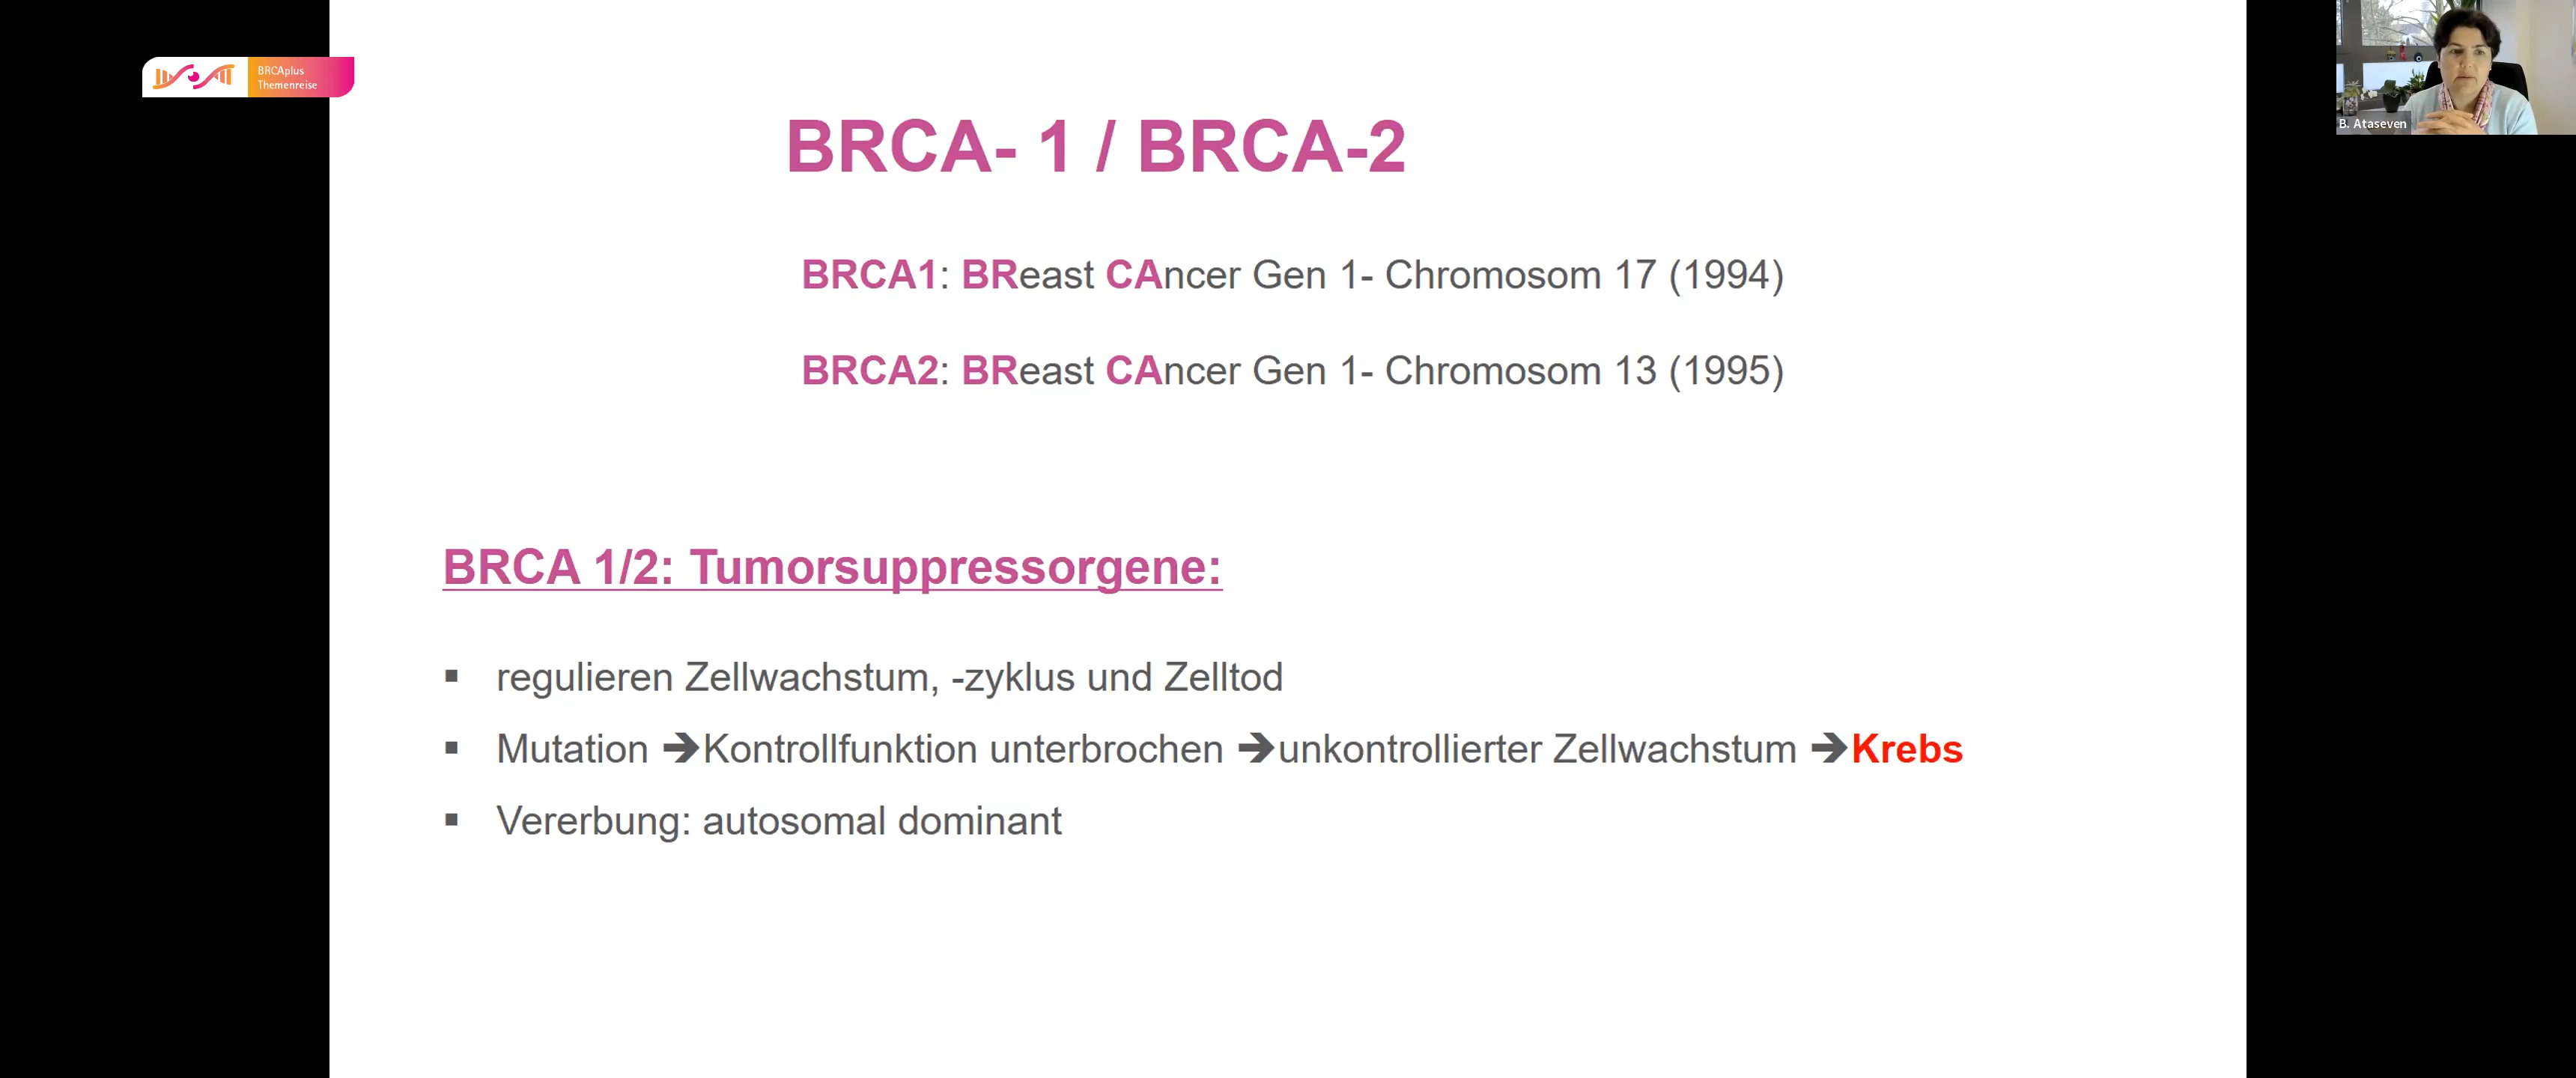 BRCAplus
Themenreise
B. Ataseven
BRCA- 1 / BRCA-2
BRCA1: BReast CAncer Gen 1- Chromosom 17 (1994)
BRCA2: BReast CAncer Gen 1- Chromosom 13 (1995)
BRCA 1/2: Tumorsuppressorgene:
▪ regulieren Zellwachstum, -zyklus und Zelltod
▪ Mutation ➔Kontrollfunktion unterbrochen ➔unkontrollierter Zellwachstum ➔Krebs
▪ Vererbung: autosomal dominant